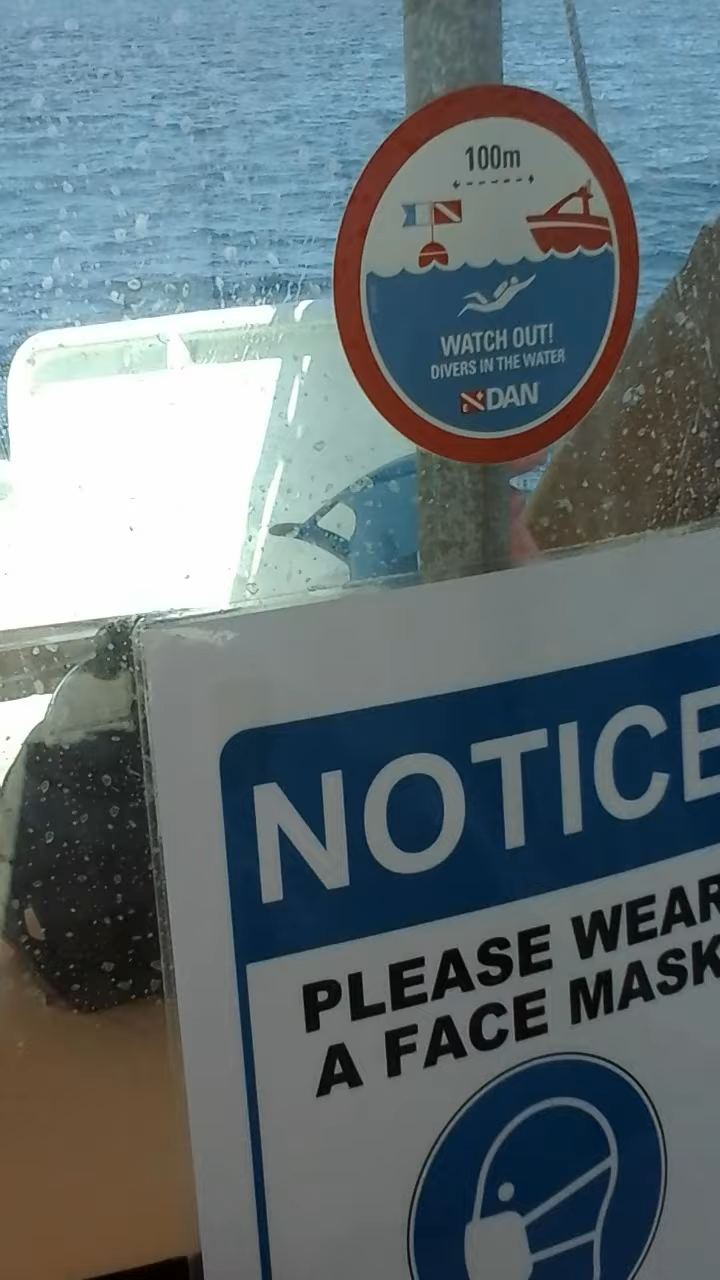 100m
WATCH OUT!
DIVERS IN THE WATER
DAN
NOTICE
PLEASE WEAR
A FACE MASK